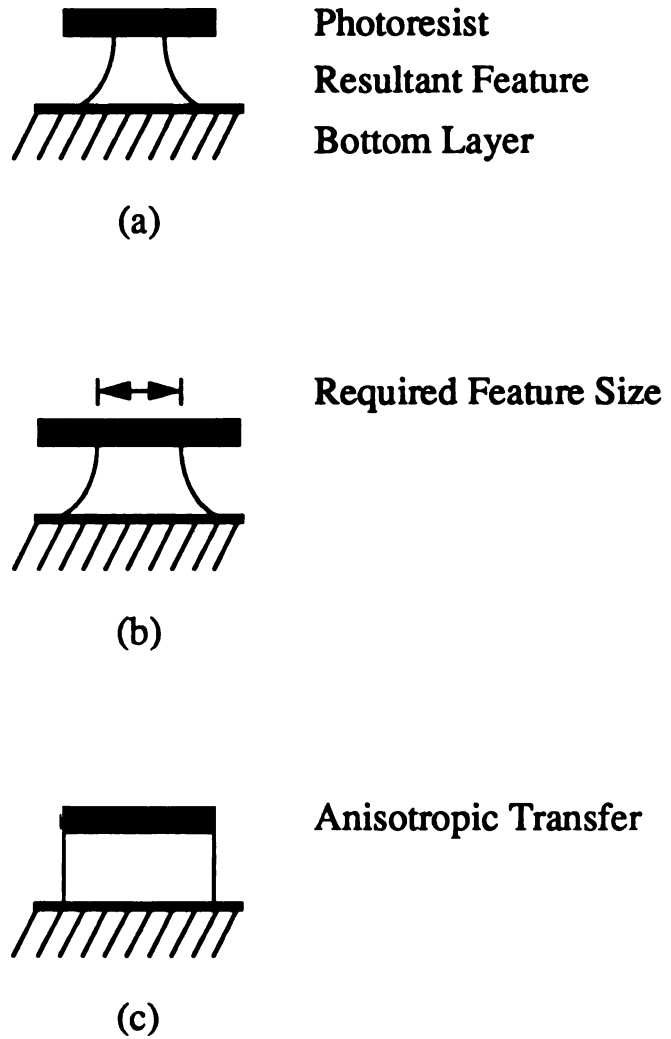 Photoresist
Resultant Feature
Bottom Layer
(a)
Required Feature Size
(b)
Anisotropic Transfer
(c)